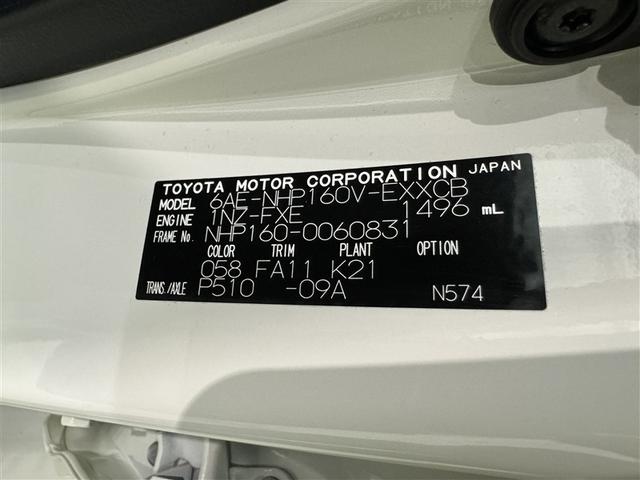 TOYOTA MOTOR CORPORATION JAPAN
MODEL 6AE-NHP160V-EXXCB
ENGINE 1NZ-FXE 1496 mL
FRAME No. NHP160-0060831
COLOR TRIM PLANT OPTION
058 FA11 K21
TRANS./AXLE P510 -09A N574